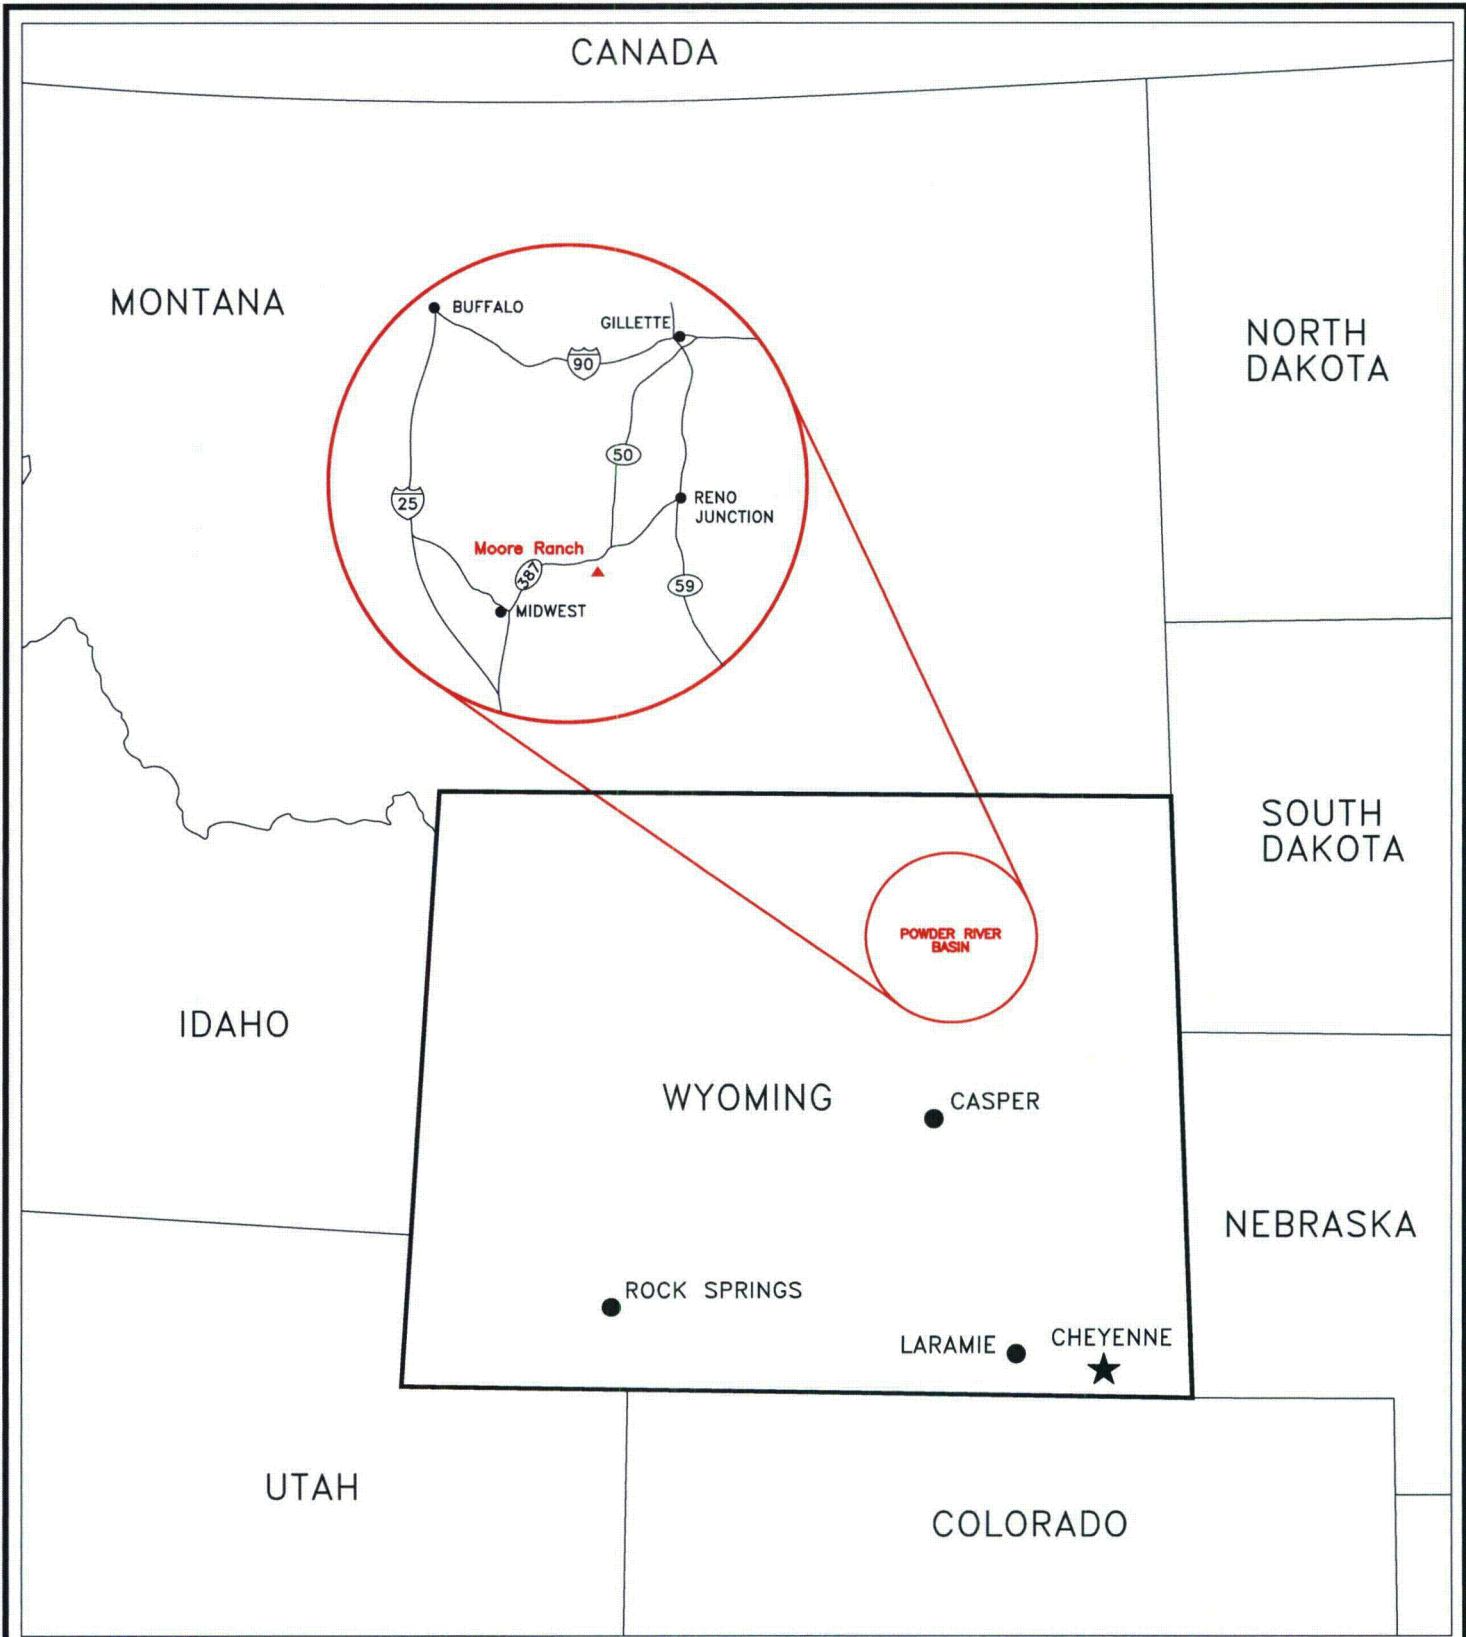 CANADA
MONTANA
BUFFALO
GILLETTE
90
NORTH
DAKOTA
50
25
RENO
JUNCTION
Moore Ranch
387
59
MIDWEST
SOUTH
DAKOTA
POWDER RIVER
BASIN
IDAHO
WYOMING
CASPER
NEBRASKA
ROCK SPRINGS
LARAMIE
CHEYENNE
UTAH
COLORADO